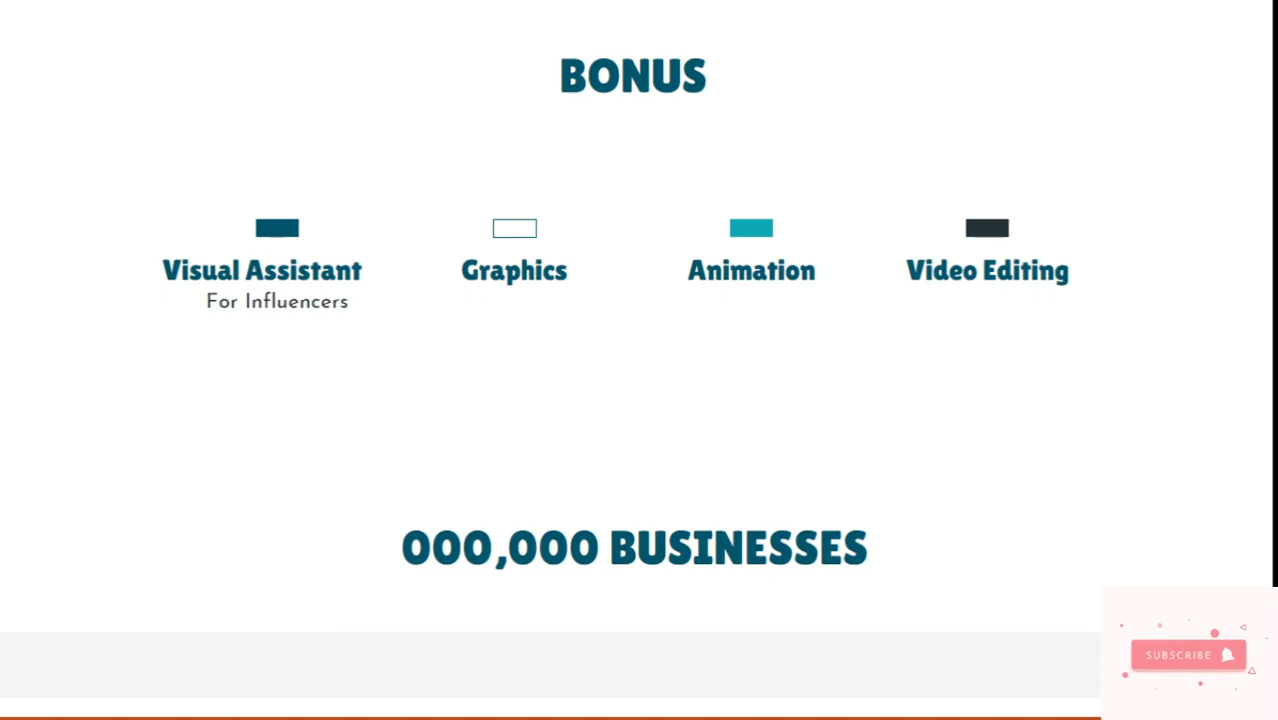 BONUS
Visual Assistant
For Influencers
Graphics
Animation
Video Editing
000,000 BUSINESSES
SUBSCRIBE